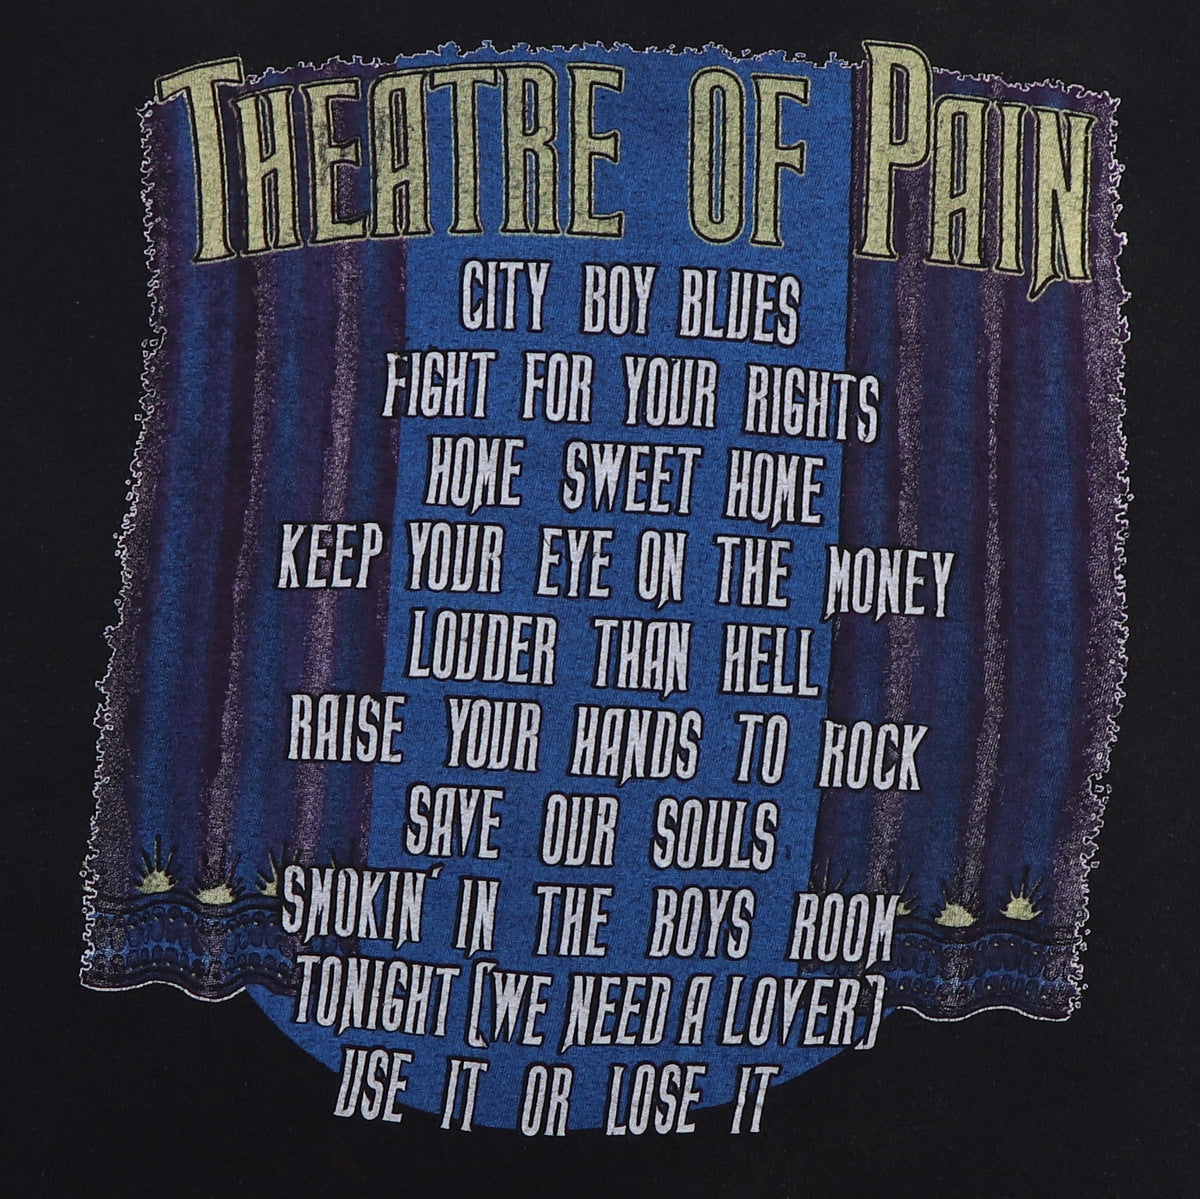 THEATRE OF PAIN
CITY BOY BLUES
FIGHT FOR YOUR RIGHTS
HOME SWEET HOME
KEEP YOUR EYE ON THE MONEY
LOUDER THAN HELL
RAISE YOUR HANDS TO ROCK
SAVE OUR SOULS
SMOKIN' IN THE BOYS ROOM
TONIGHT (WE NEED A LOVER)
USE IT OR LOSE IT